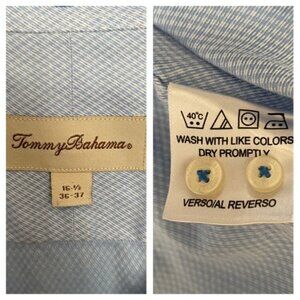 Tommy Bahama®
16-½
36-37
40°C
WASH WITH LIKE COLORS
DRY PROMPTLY
VERSO/AL REVERSO